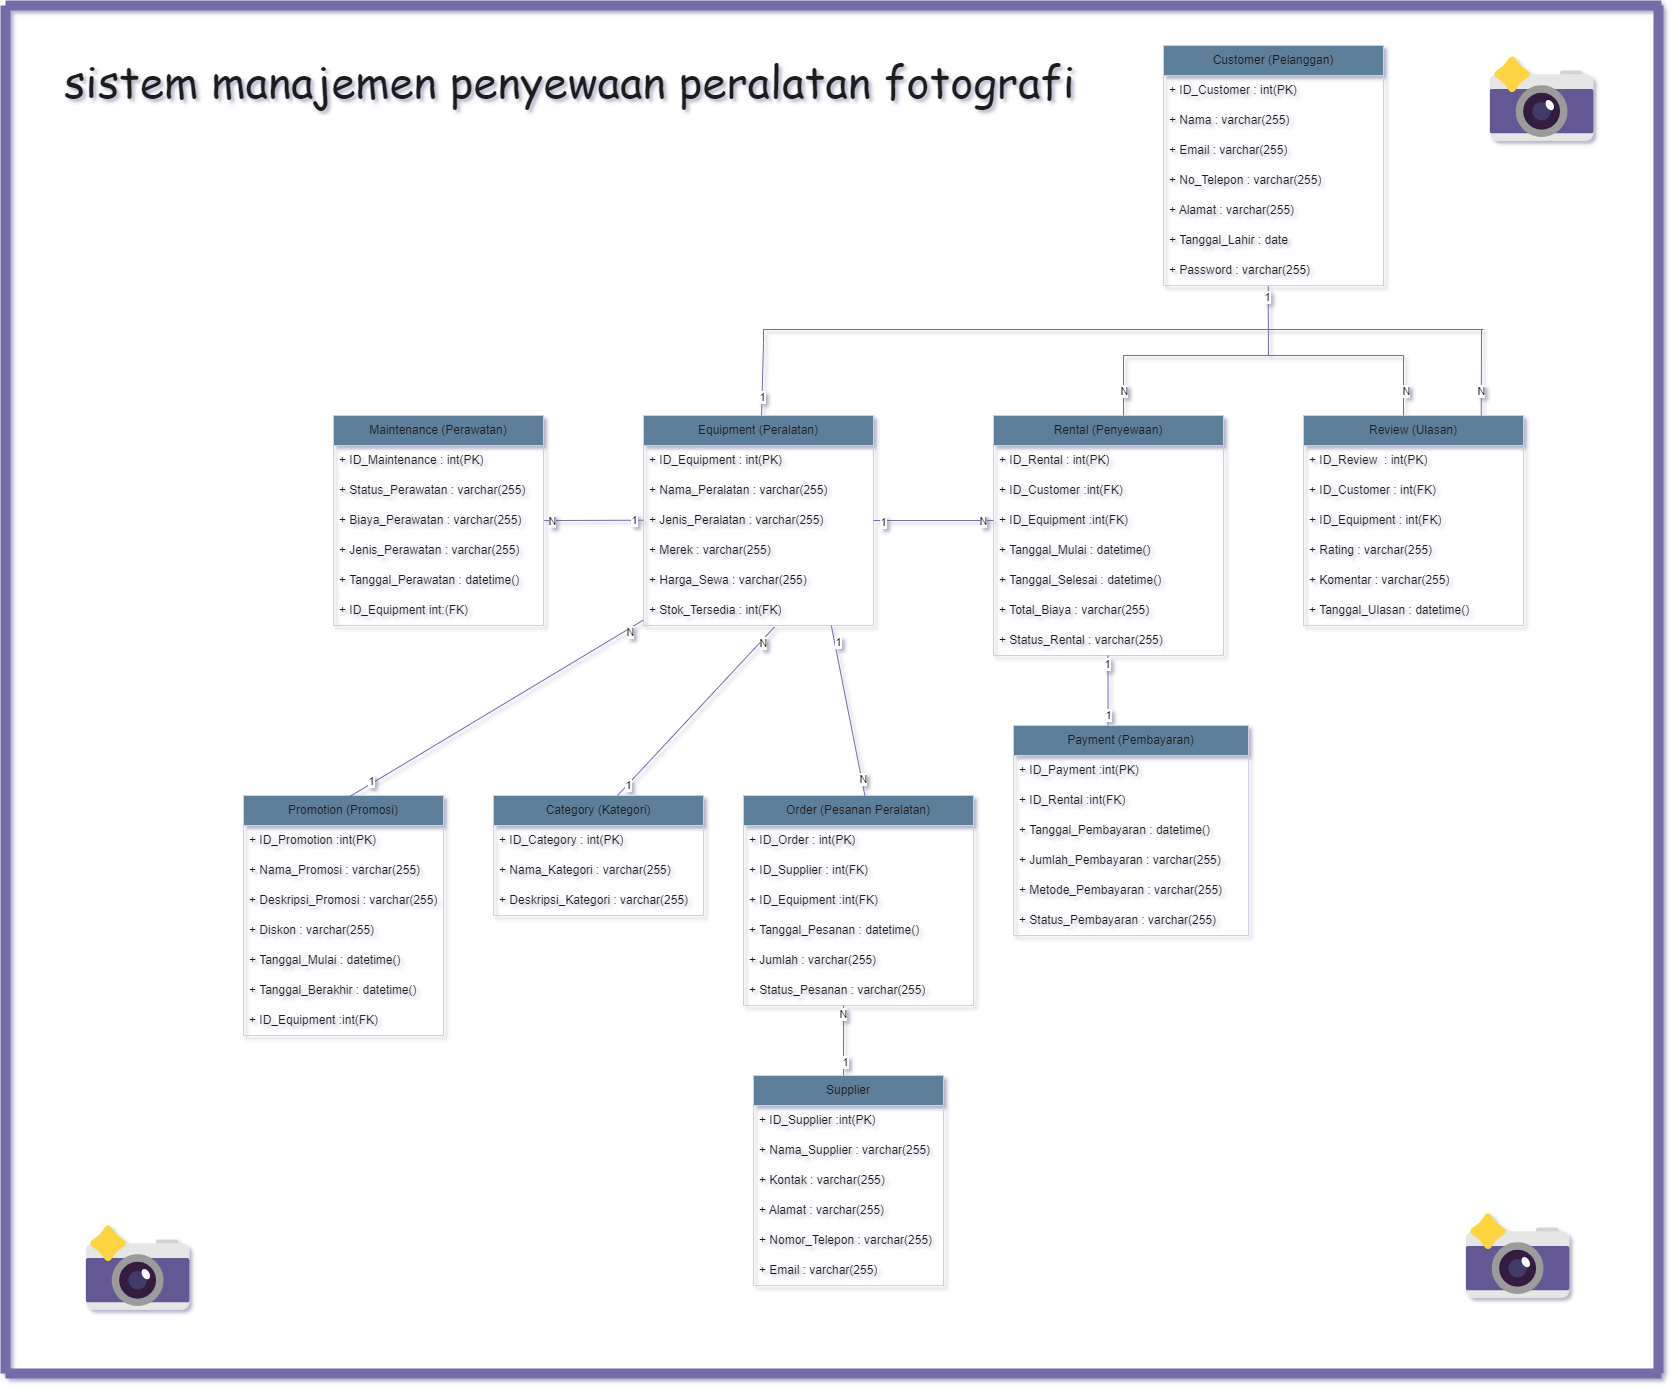 sistem manajemen penyewaan peralatan fotografi
Customer (Pelanggan)
+ ID_Customer : int(PK)
+ Nama : varchar(255)
+ Email : varchar(255)
+ No_Telepon : varchar(255)
+ Alamat : varchar(255)
+ Tanggal_Lahir : date
+ Password : varchar(255)
1
1
N
N
N
Maintenance (Perawatan)
+ ID_Maintenance : int(PK)
+ Status_Perawatan : varchar(255)
+ Biaya_Perawatan : varchar(255)
+ Jenis_Perawatan : varchar(255)
+ Tanggal_Perawatan : datetime()
+ ID_Equipment int:(FK)
N
1
Equipment (Peralatan)
+ ID_Equipment : int(PK)
+ Nama_Peralatan : varchar(255)
+ Jenis_Peralatan : varchar(255)
+ Merek : varchar(255)
+ Harga_Sewa : varchar(255)
+ Stok_Tersedia : int(FK)
1
N
Rental (Penyewaan)
+ ID_Rental : int(PK)
+ ID_Customer :int(FK)
+ ID_Equipment :int(FK)
+ Tanggal_Mulai : datetime()
+ Tanggal_Selesai : datetime()
+ Total_Biaya : varchar(255)
+ Status_Rental : varchar(255)
Review (Ulasan)
+ ID_Review  : int(PK)
+ ID_Customer : int(FK)
+ ID_Equipment : int(FK)
+ Rating : varchar(255)
+ Komentar : varchar(255)
+ Tanggal_Ulasan : datetime()
N
N
1
1
1
1
1
N
Promotion (Promosi)
+ ID_Promotion :int(PK)
+ Nama_Promosi : varchar(255)
+ Deskripsi_Promosi : varchar(255)
+ Diskon : varchar(255)
+ Tanggal_Mulai : datetime()
+ Tanggal_Berakhir : datetime()
+ ID_Equipment :int(FK)
Category (Kategori)
+ ID_Category : int(PK)
+ Nama_Kategori : varchar(255)
+ Deskripsi_Kategori : varchar(255)
Order (Pesanan Peralatan)
+ ID_Order : int(PK)
+ ID_Supplier : int(FK)
+ ID_Equipment :int(FK)
+ Tanggal_Pesanan : datetime()
+ Jumlah : varchar(255)
+ Status_Pesanan : varchar(255)
Payment (Pembayaran)
+ ID_Payment :int(PK)
+ ID_Rental :int(FK)
+ Tanggal_Pembayaran : datetime()
+ Jumlah_Pembayaran : varchar(255)
+ Metode_Pembayaran : varchar(255)
+ Status_Pembayaran : varchar(255)
N
1
Supplier
+ ID_Supplier :int(PK)
+ Nama_Supplier : varchar(255)
+ Kontak : varchar(255)
+ Alamat : varchar(255)
+ Nomor_Telepon : varchar(255)
+ Email : varchar(255)